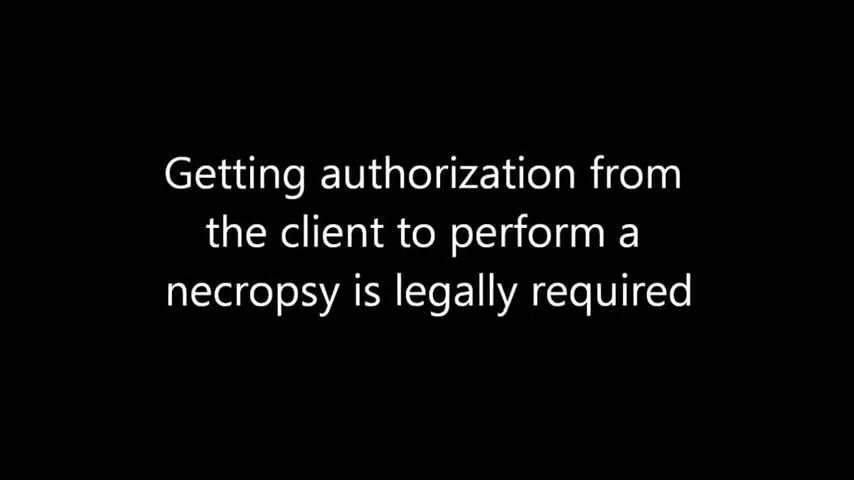 Getting authorization from
the client to perform a
necropsy is legally required